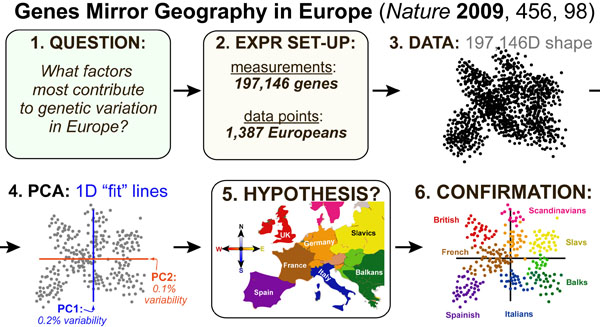 Genes Mirror Geography in Europe (Nature 2009, 456, 98)
1. QUESTION:
What factors
most contribute
to genetic variation
in Europe?
2. EXPR SET-UP:
measurements:
197,146 genes
data points:
1,387 Europeans
3. DATA: 197,146D shape
4. PCA: 1D “fit” lines
PC2:
0.1%
variability
PC1:
0.2% variability
5. HYPOTHESIS?
N
W E
S
UK
Germany
Slavics
France
Italy
Balkans
Spain
6. CONFIRMATION:
Scandinavians
British
French
Slavs
Balks
Spanish
Italians